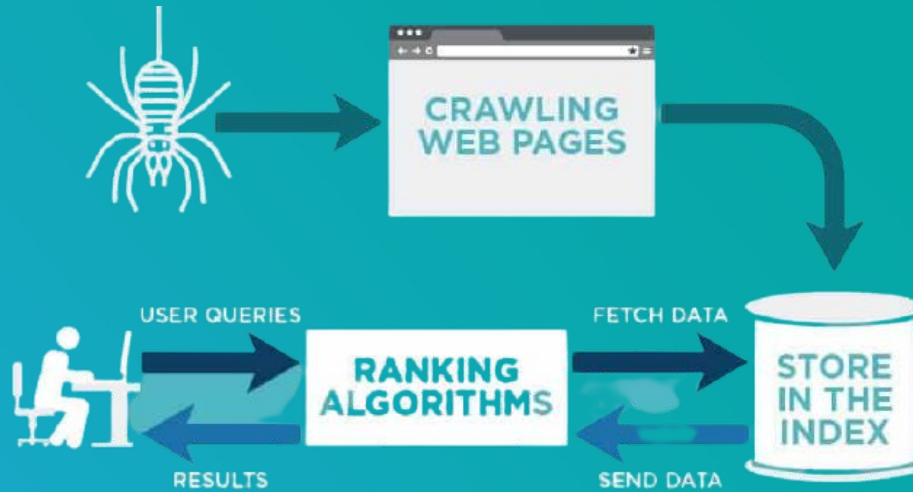 CRAWLING
WEB PAGES
USER QUERIES
FETCH DATA
RANKING
ALGORITHMS
STORE
IN THE
INDEX
RESULTS
SEND DATA